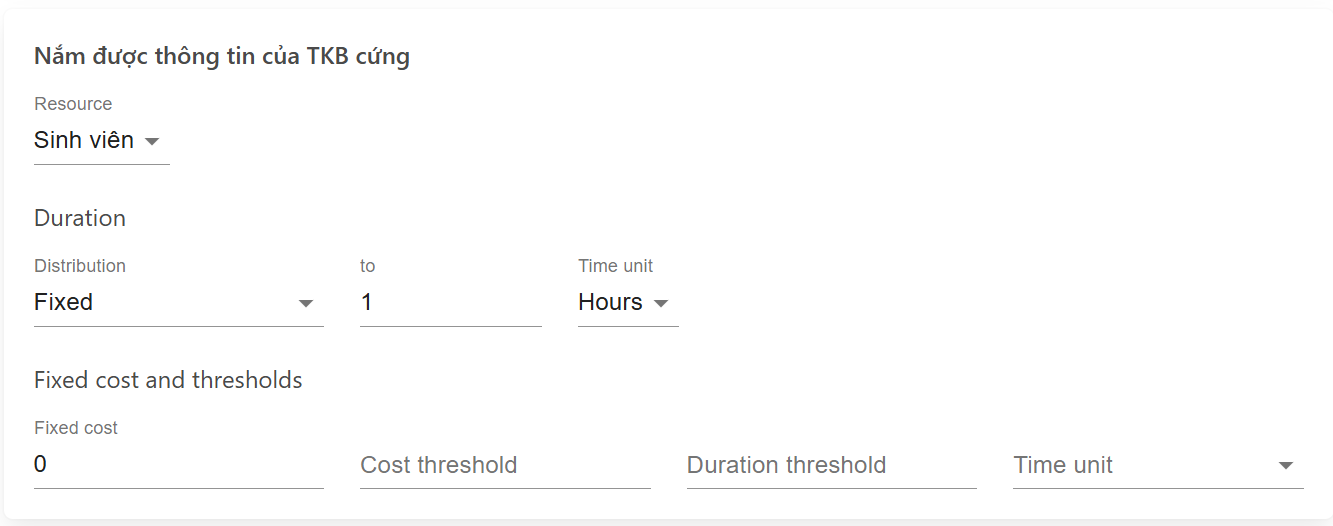 Nắm được thông tin của TKB cứng
Resource
Sinh viên
Duration
Distribution to Time unit
Fixed 1 Hours
Fixed cost and thresholds
Fixed cost
0 Cost threshold Duration threshold Time unit